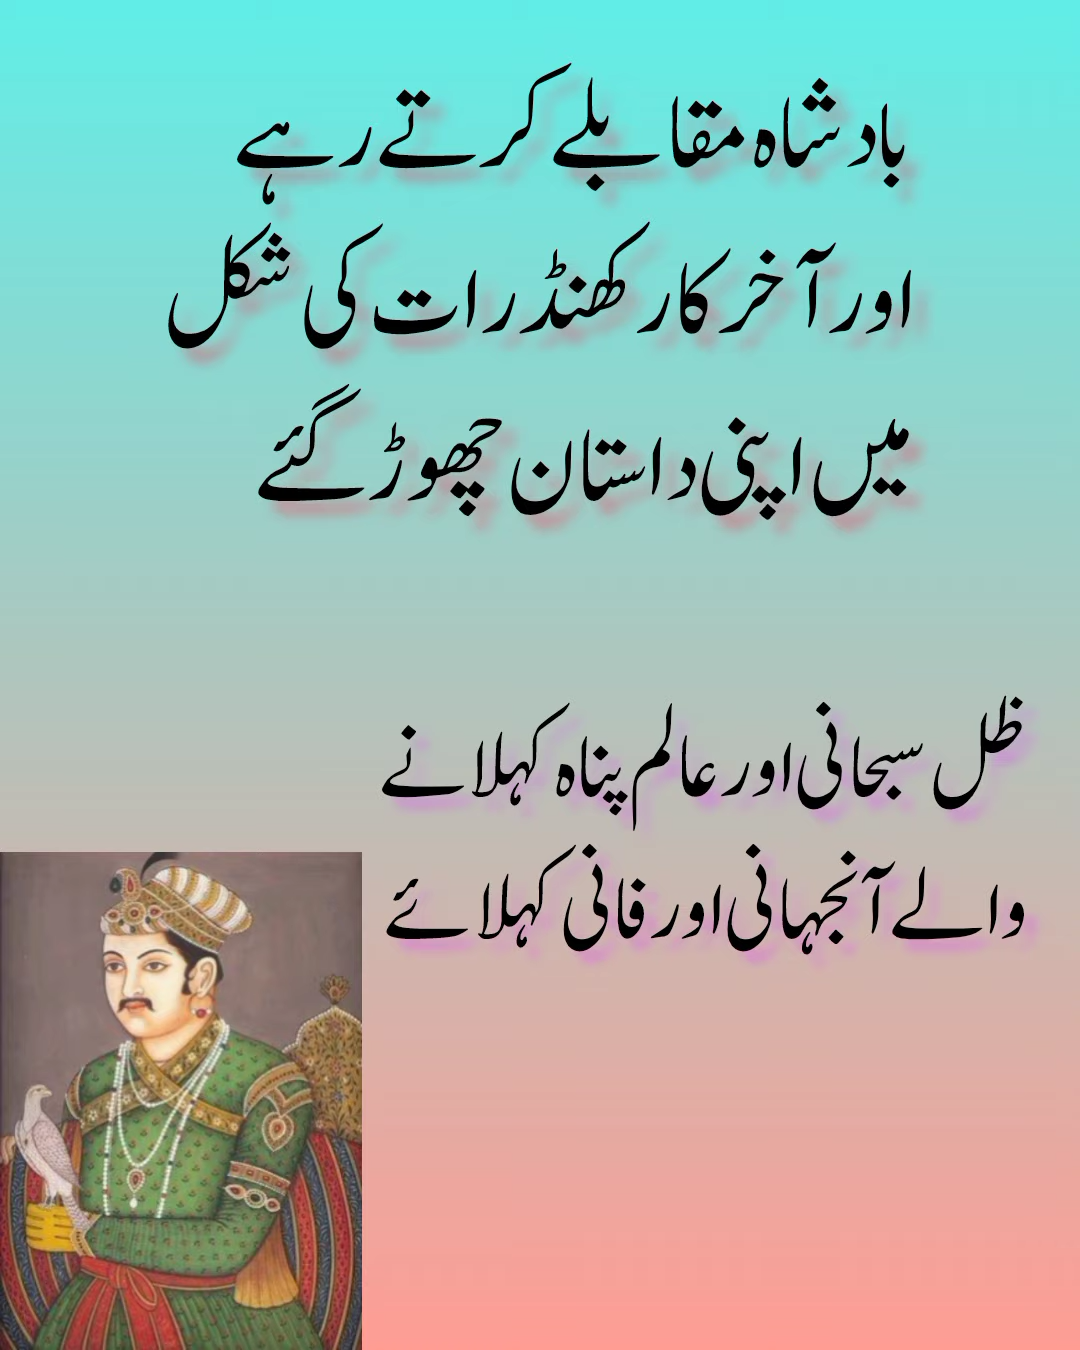 بادشاہ مقابلے کرتے رہے
اور آخر کار کھنڈرات کی شکل
میں اپنی داستان چھوڑ گئے
ظل سبحانی اور عالم پناہ کہلانے
والے آنجہانی اور فانی کہلائے